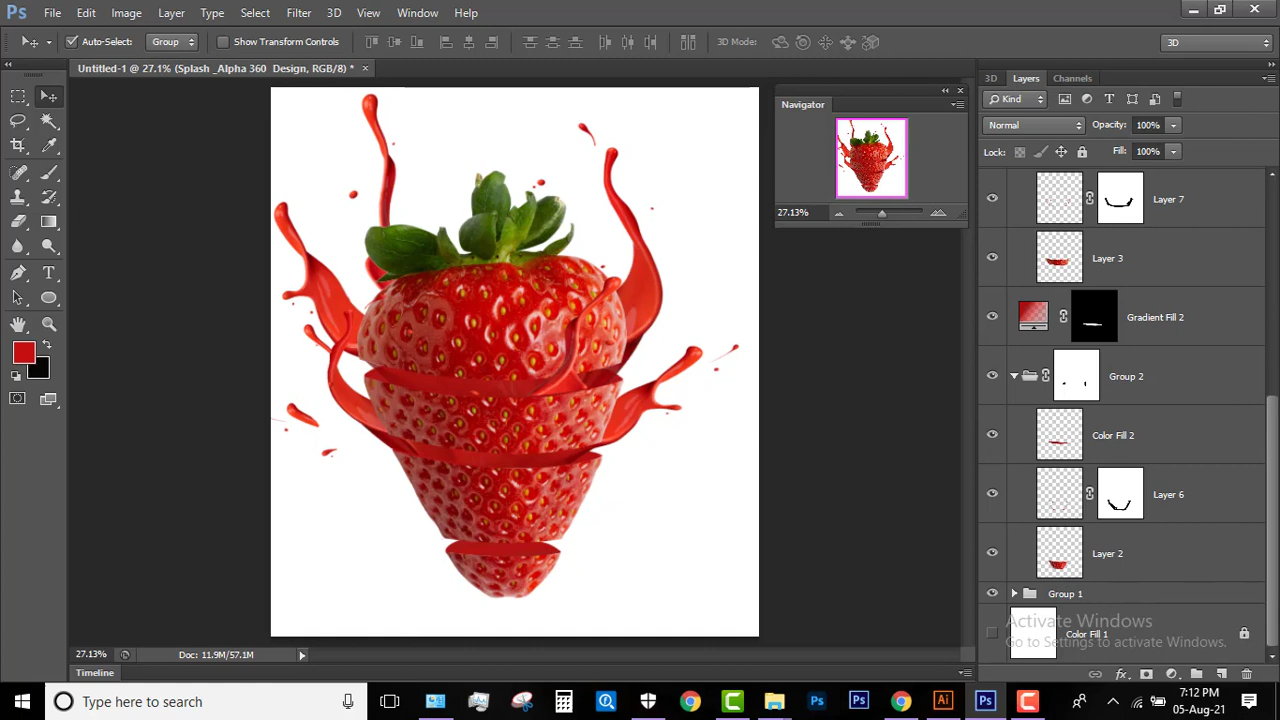 Ps File Edit Image Layer Type Select Filter 3D View Window Help
Auto-Select: Group Show Transform Controls 3D Mode: 3D
Untitled-1 @ 27.1% (Splash _Alpha 360 Design, RGB/8) * ×
Navigator
27.13%
3D Layers Channels
Kind
Normal Opacity: 100%
Lock: Fill: 100%
Layer 7
Layer 3
Gradient Fill 2
Group 2
Color Fill 2
Layer 6
Layer 2
Group 1
Color Fill 1
Activate Windows
Go to Settings to activate Windows.
27.13% Doc: 11.9M/57.1M
Timeline
Type here to search
Ps Ps Ai Ps
7:12 PM
05-Aug-21